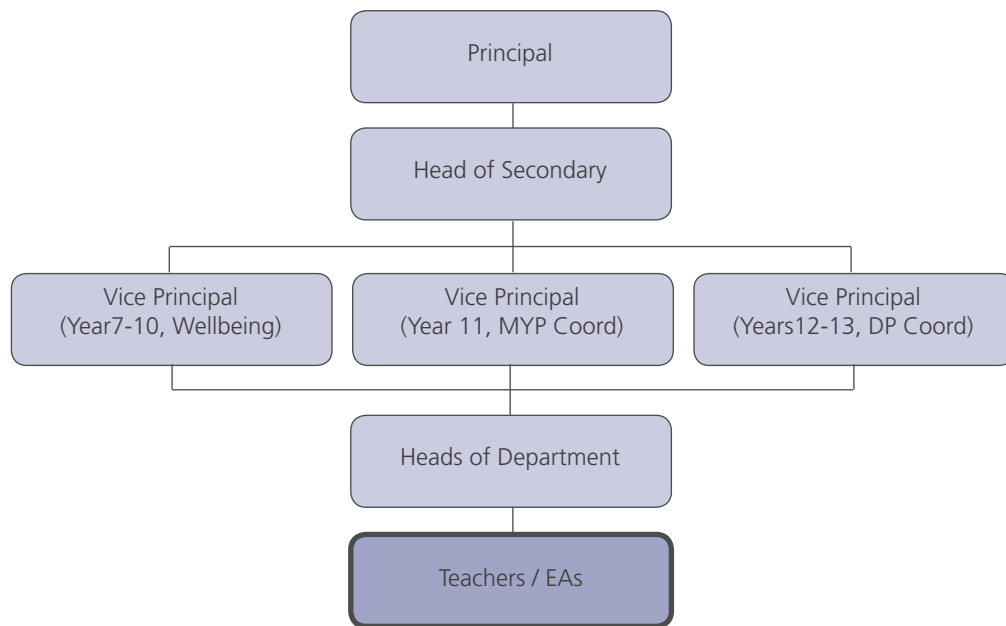 Principal
Head of Secondary
Vice Principal
(Year7-10, Wellbeing)
Vice Principal
(Year 11, MYP Coord)
Vice Principal
(Years12-13, DP Coord)
Heads of Department
Teachers / EAs